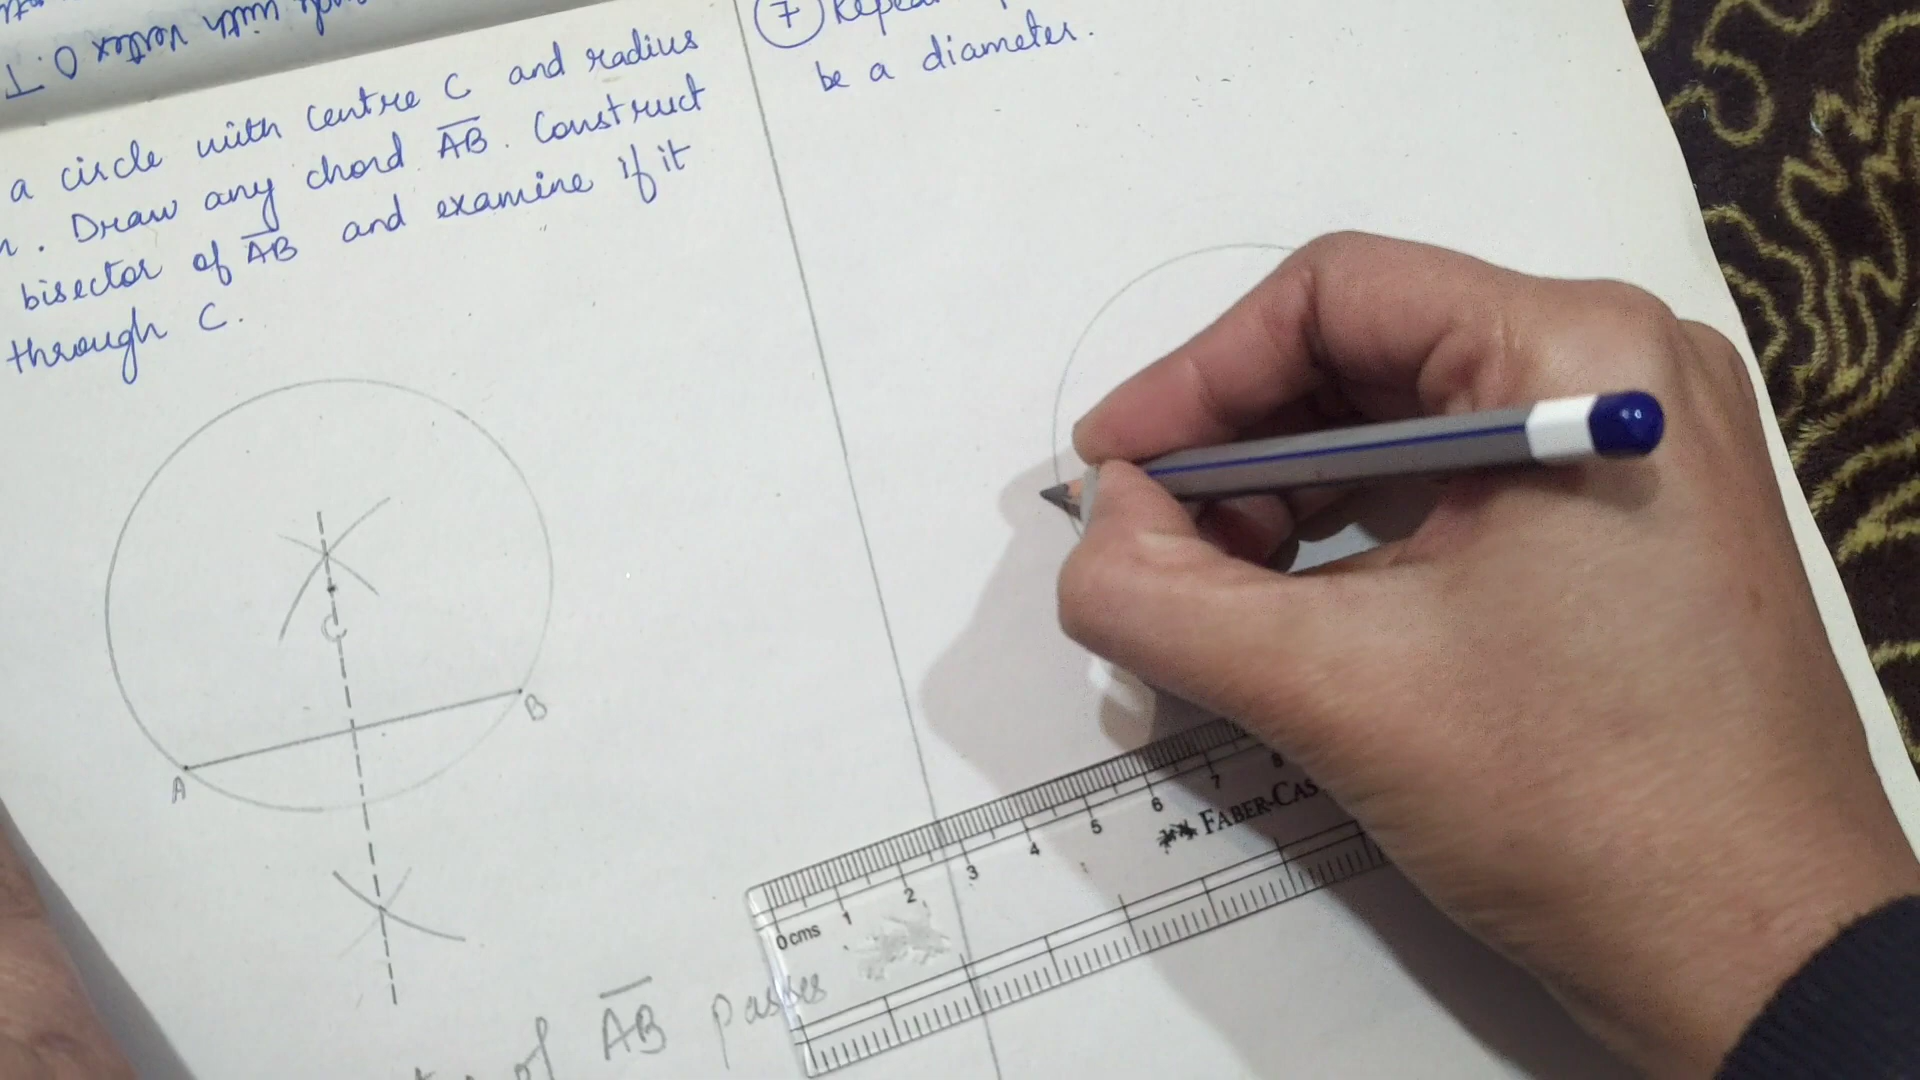 with vertex O. T
a circle with centre C and radius
. Draw any chord AB. Construct
bisector of AB and examine if it
through C.
7 Repea
be a diameter.
C
A
B
of AB passes
0 cms 1 2 3 4 5 6 7 8
FABER-CAS